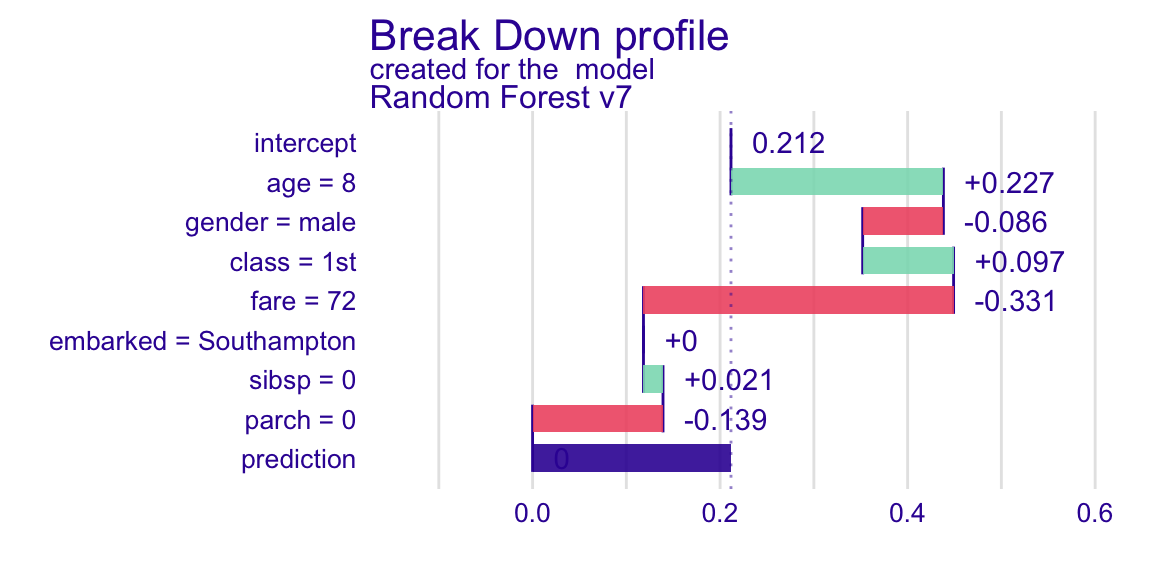 Break Down profile
created for the  model
Random Forest v7
intercept 0.212
age = 8 +0.227
gender = male -0.086
class = 1st +0.097
fare = 72 -0.331
embarked = Southampton +0
sibsp = 0 +0.021
parch = 0 -0.139
prediction 0
0.0 0.2 0.4 0.6